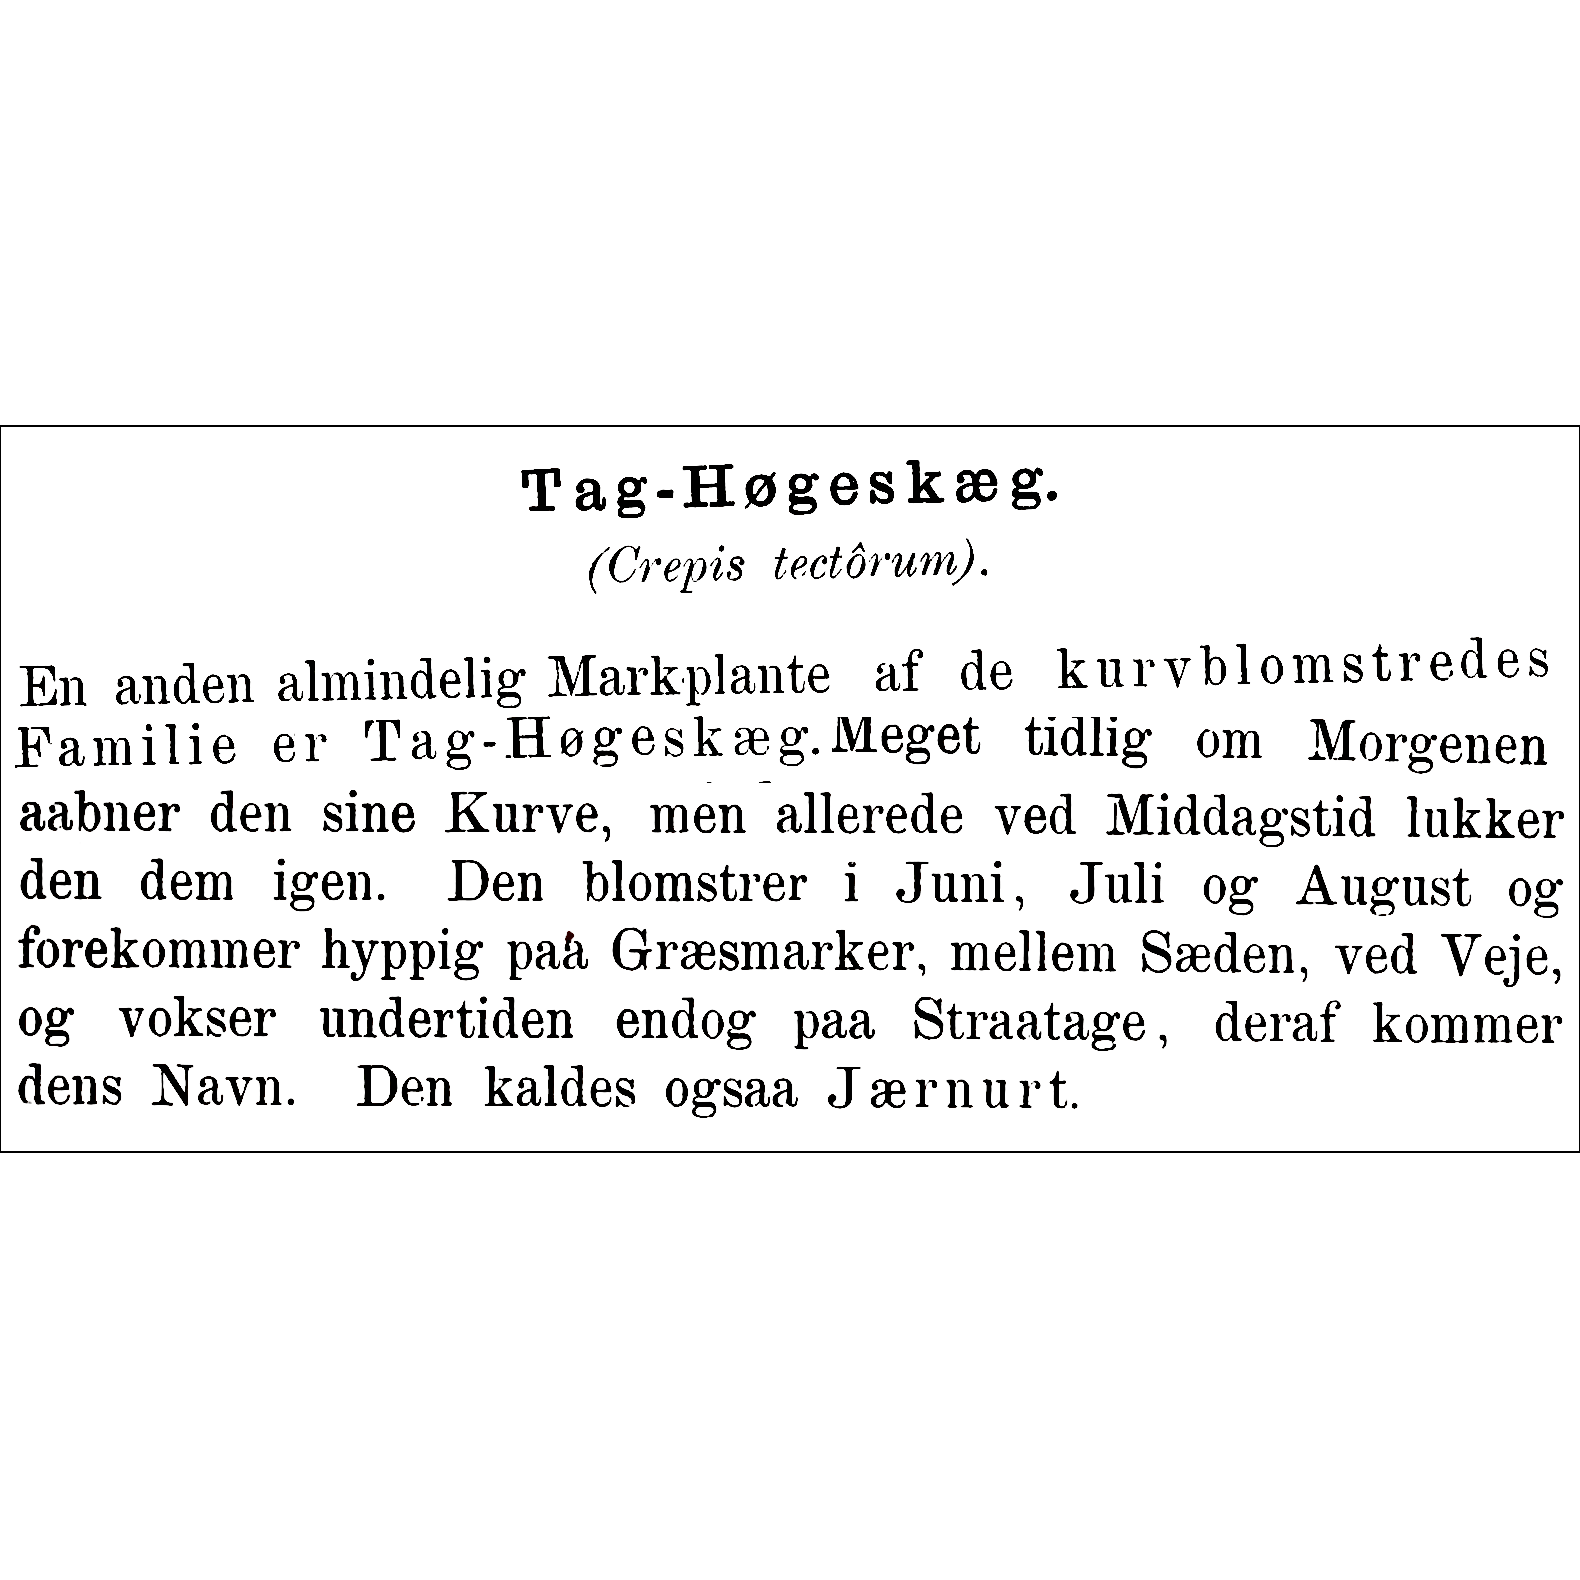 Tag-Høgeskæg.
(Crepis tectôrum).
En anden almindelig Markplante af de kurvblomstredes
Familie er Tag-Høgeskæg. Meget tidlig om Morgenen
aabner den sine Kurve, men allerede ved Middagstid lukker
den dem igen. Den blomstrer i Juni, Juli og August og
forekommer hyppig paa Græsmarker, mellem Sæden, ved Veje,
og vokser undertiden endog paa Straatage, deraf kommer
dens Navn. Den kaldes ogsaa Jærnurt.